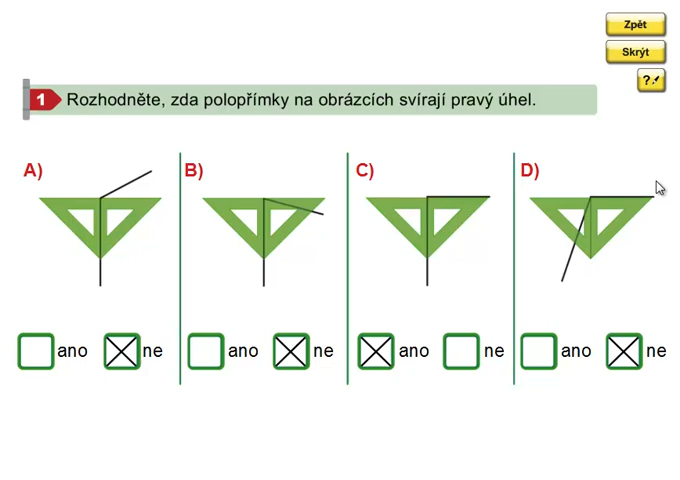 Zpět
Skrýt
?
1 Rozhodněte, zda polopřímky na obrázcích svírají pravý úhel.
A) B) C) D)
ano ne ano ne ano ne ano ne